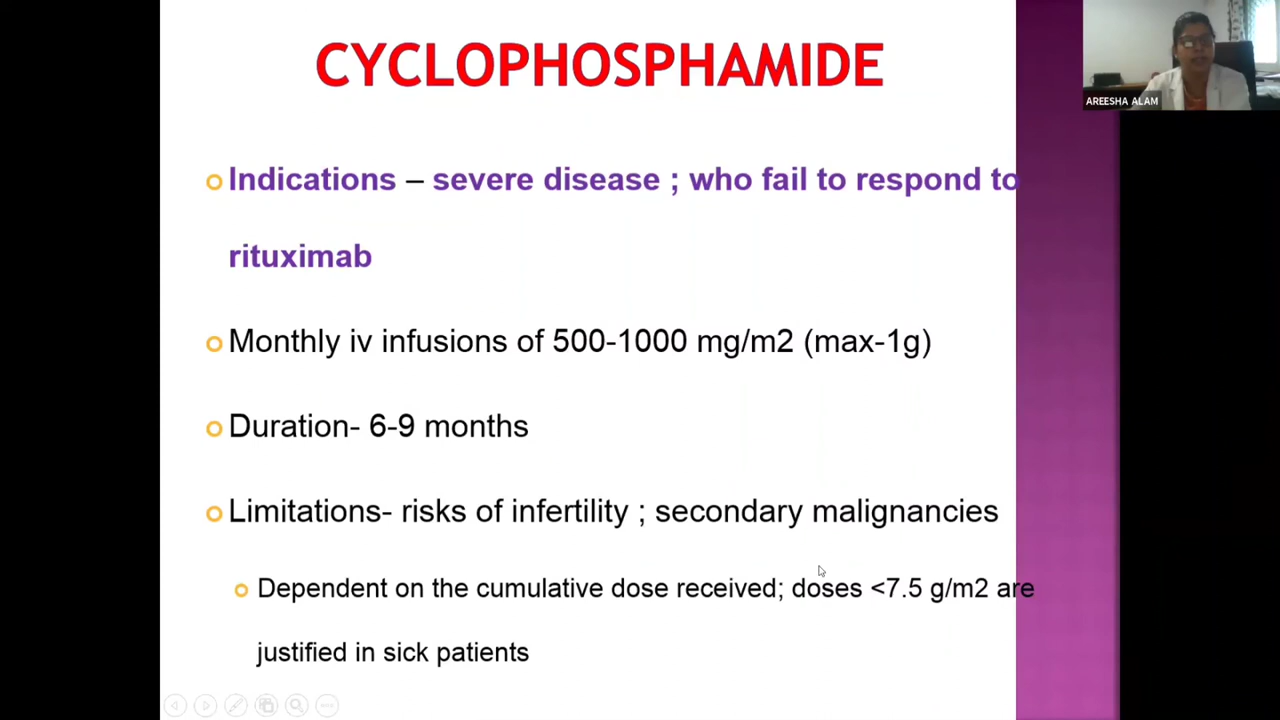 CYCLOPHOSPHAMIDE
AREESHA ALAM
Indications – severe disease ; who fail to respond to
rituximab
Monthly iv infusions of 500-1000 mg/m2 (max-1g)
Duration- 6-9 months
Limitations- risks of infertility ; secondary malignancies
Dependent on the cumulative dose received; doses <7.5 g/m2 are
justified in sick patients